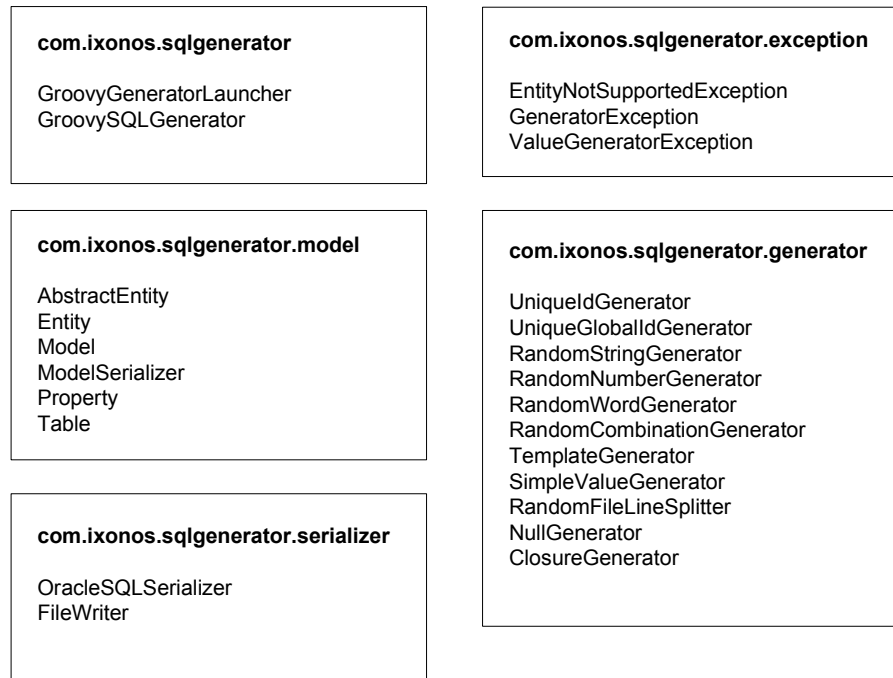 com.ixonos.sqlgenerator
GroovyGeneratorLauncher
GroovySQLGenerator
com.ixonos.sqlgenerator.exception
EntityNotSupportedException
GeneratorException
ValueGeneratorException
com.ixonos.sqlgenerator.model
AbstractEntity
Entity
Model
ModelSerializer
Property
Table
com.ixonos.sqlgenerator.generator
UniqueIdGenerator
UniqueGlobalIdGenerator
RandomStringGenerator
RandomNumberGenerator
RandomWordGenerator
RandomCombinationGenerator
TemplateGenerator
SimpleValueGenerator
RandomFileLineSplitter
NullGenerator
ClosureGenerator
com.ixonos.sqlgenerator.serializer
OracleSQLSerializer
FileWriter